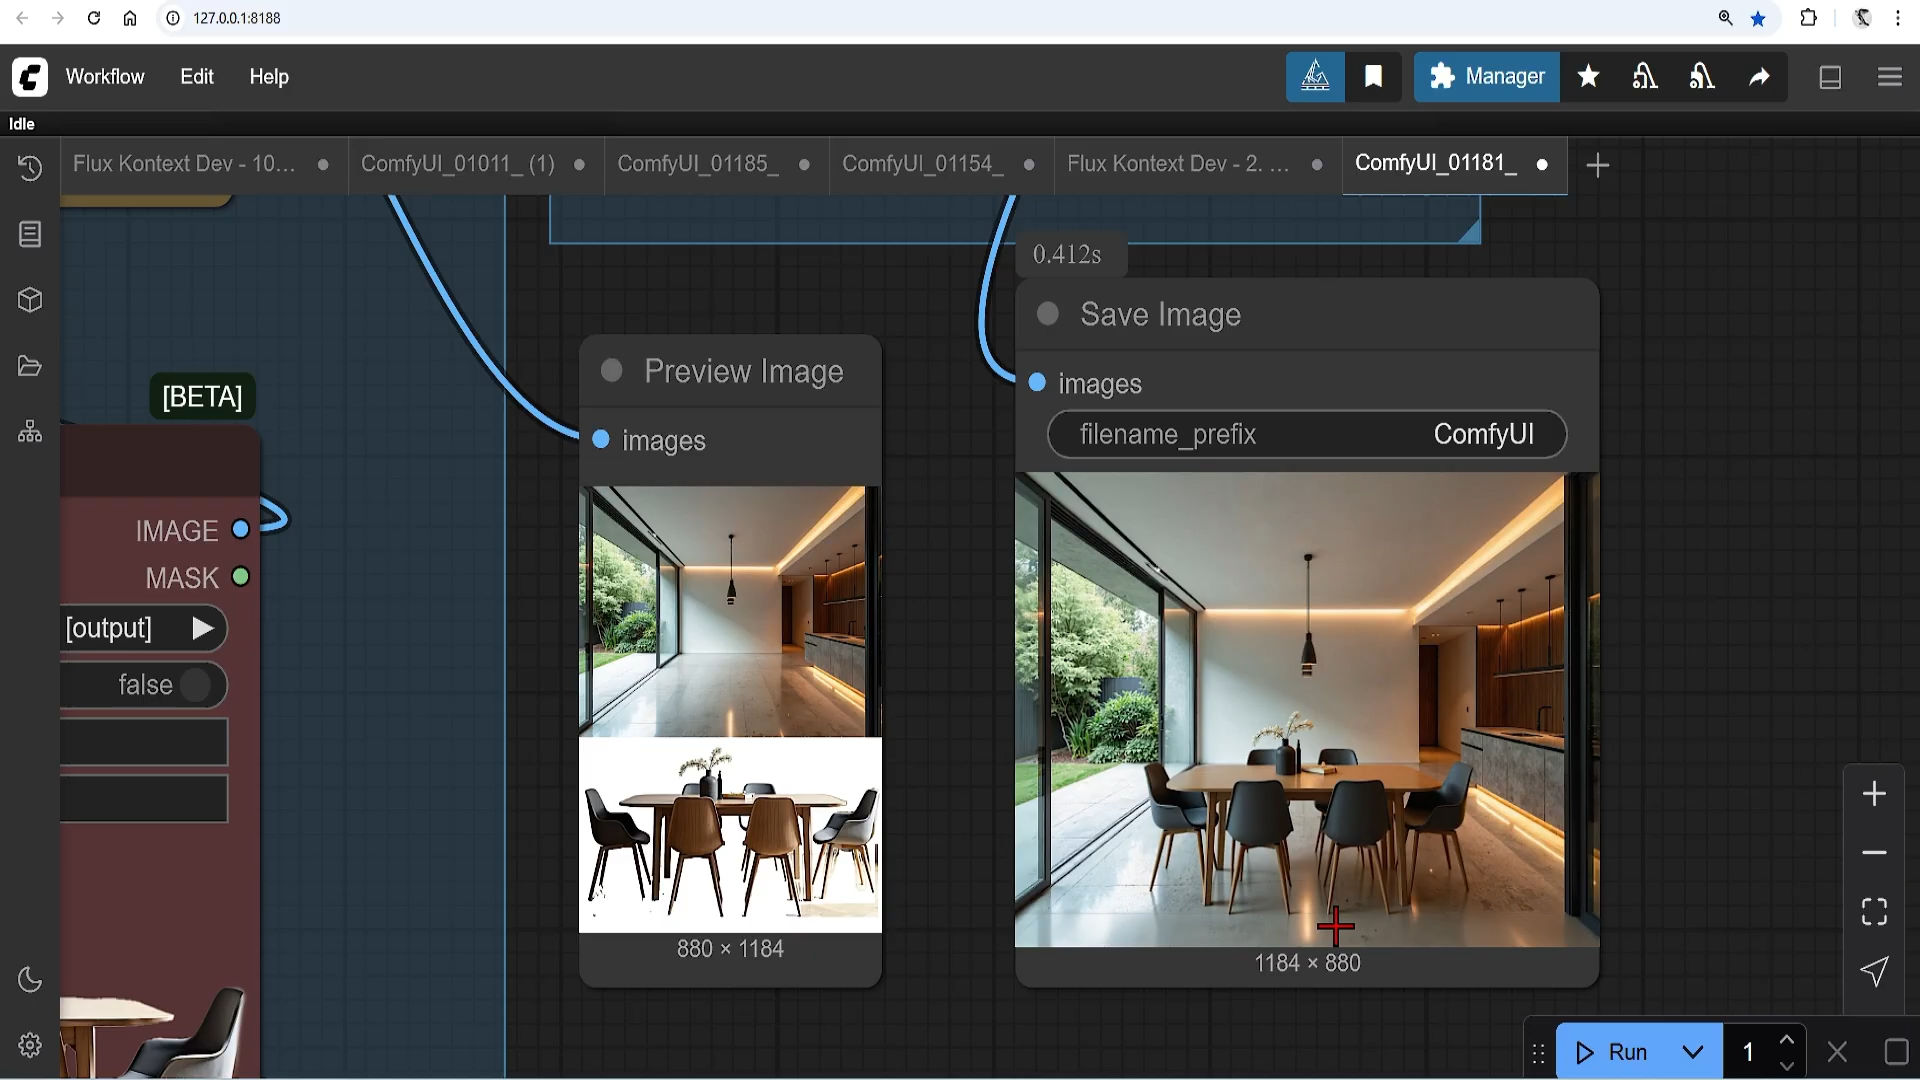 127.0.0.1:8188
Workflow Edit Help
Manager
Idle
Flux Kontext Dev - 10...
ComfyUI_01011_ (1)
ComfyUI_01185_
ComfyUI_01154_
Flux Kontext Dev - 2. ...
ComfyUI_01181_
0.412s
Save Image
images
filename_prefix ComfyUI
1184 × 880
Preview Image
images
880 × 1184
[BETA]
IMAGE
MASK
[output]
false
Run
1